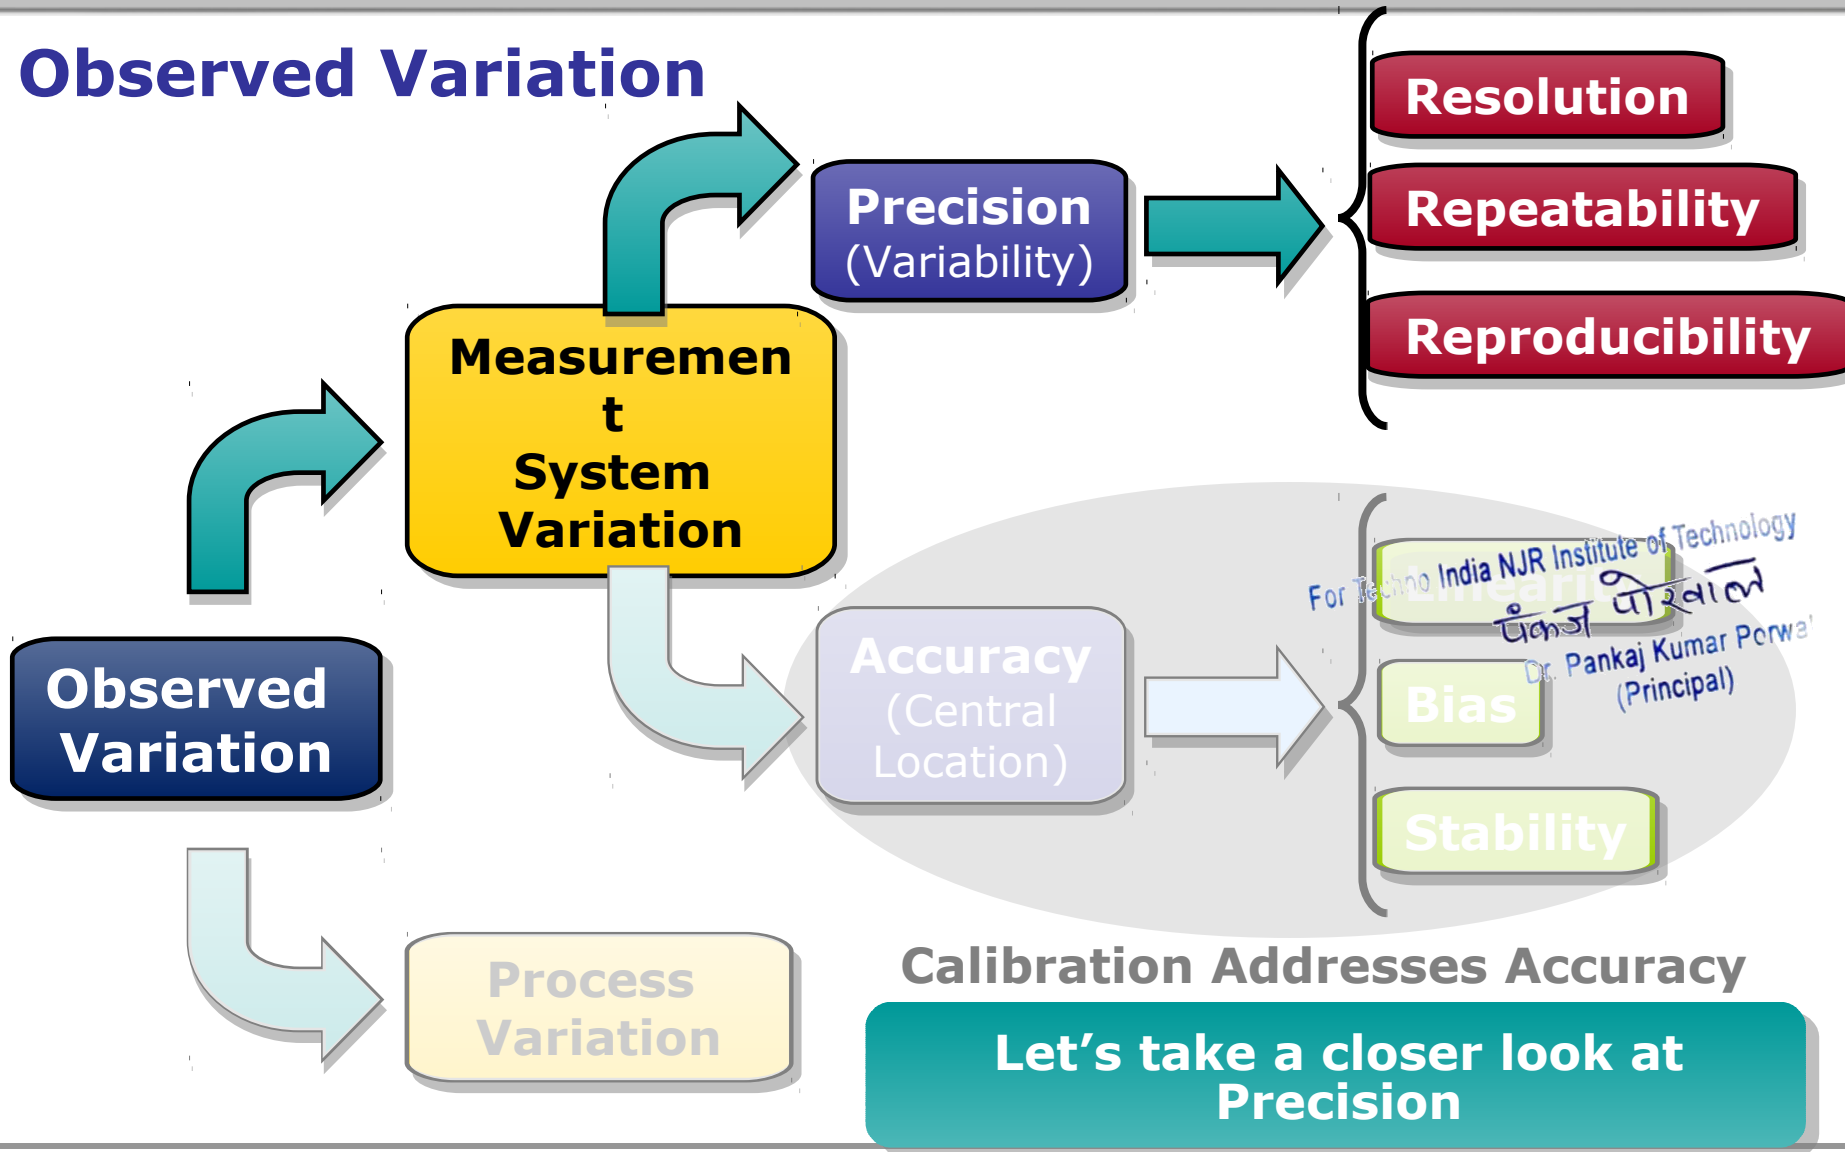 Observed Variation
Resolution
Repeatability
Reproducibility
Precision
(Variability)
Measuremen
t
System
Variation
Observed
Variation
Accuracy
(Central
Location)
Linearity
For Techno India NJR Institute of Technology
पंकज पोरवाल
Dr. Pankaj Kumar Porwal
(Principal)
Bias
Stability
Process
Variation
Calibration Addresses Accuracy
Let’s take a closer look at
Precision